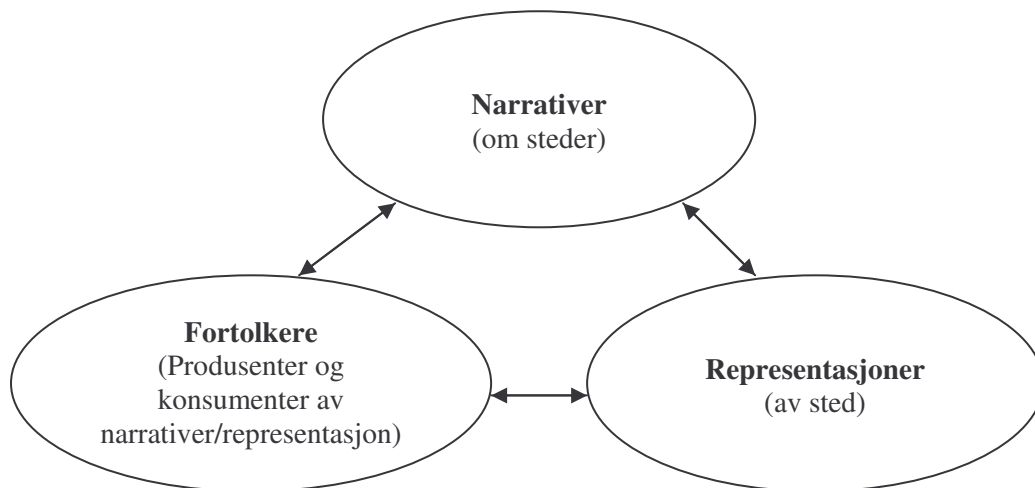 Narrativer
(om steder)
Fortolkere
(Produsenter og
konsumenter av
narrativer/representasjon)
Representasjoner
(av sted)